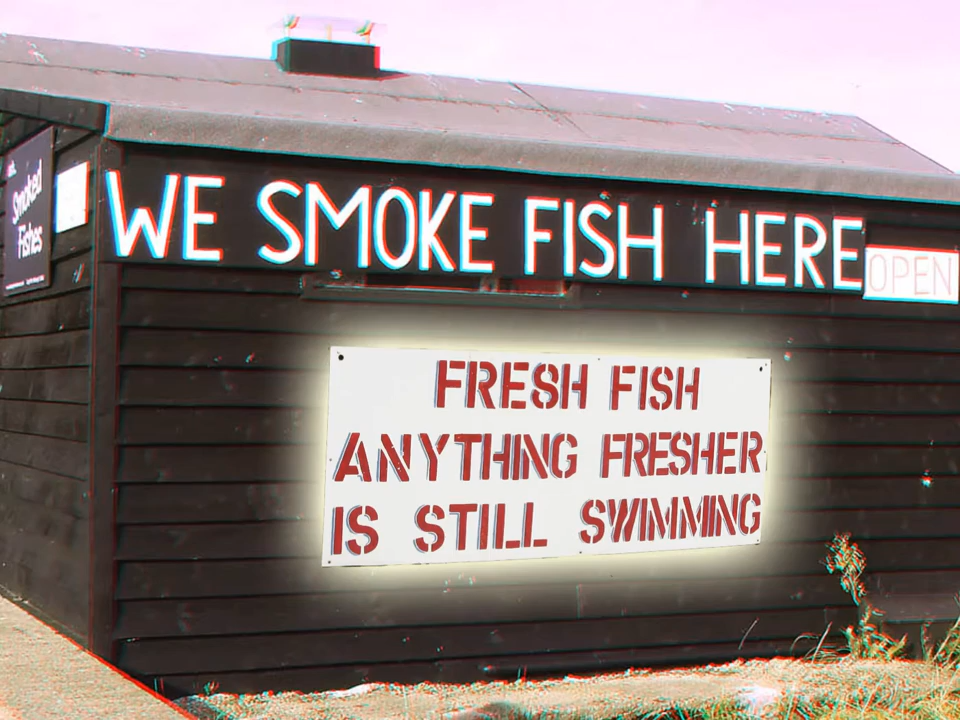 Smoked
Fishes
WE SMOKE FISH HERE
OPEN
FRESH FISH
ANYTHING FRESHER
IS STILL SWIMMING